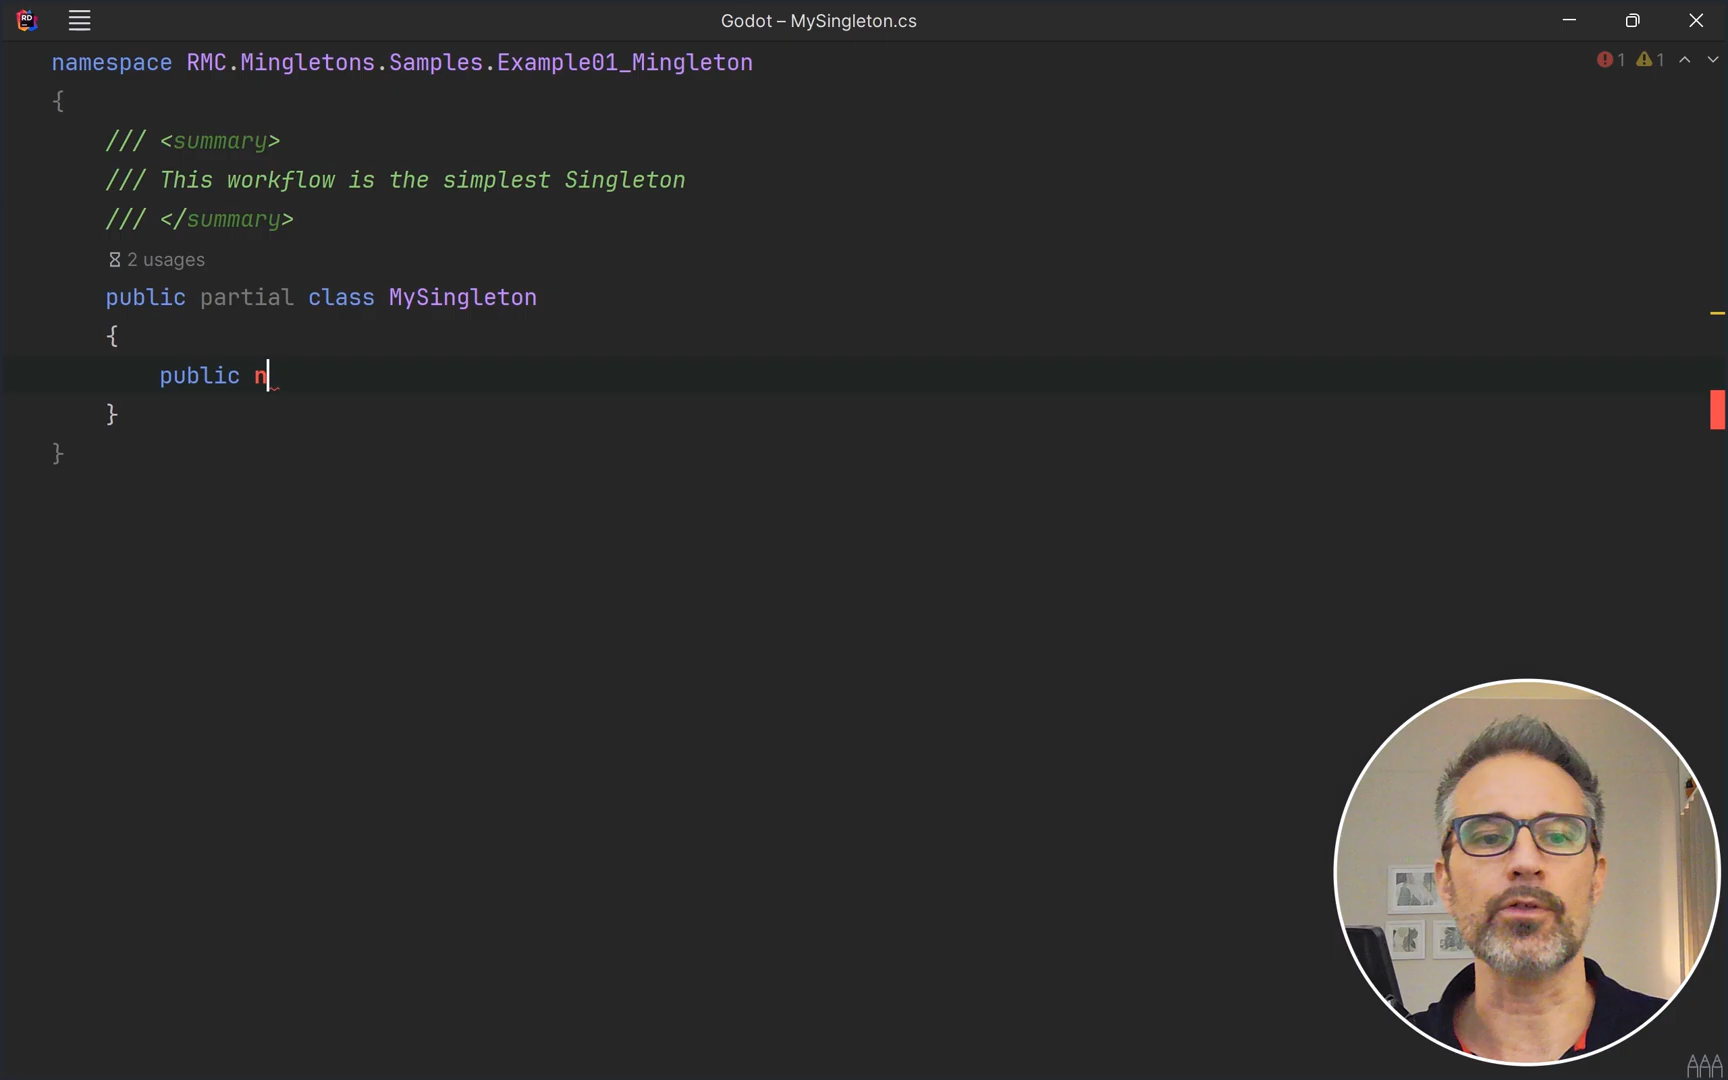 RD
Godot – MySingleton.cs
namespace RMC.Mingletons.Samples.Example01_Mingleton
1 1
{
/// <summary>
/// This workflow is the simplest Singleton
/// </summary>
2 usages
public partial class MySingleton
{
public n
}
}